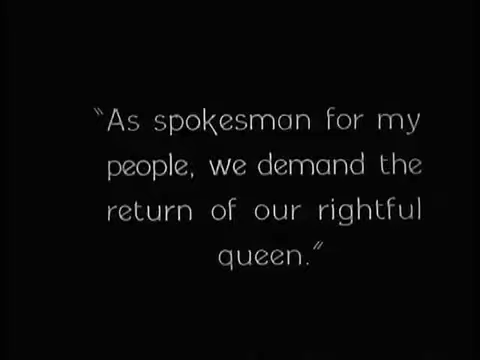 "As spokesman for my
people, we demand the
return of our rightful
queen."